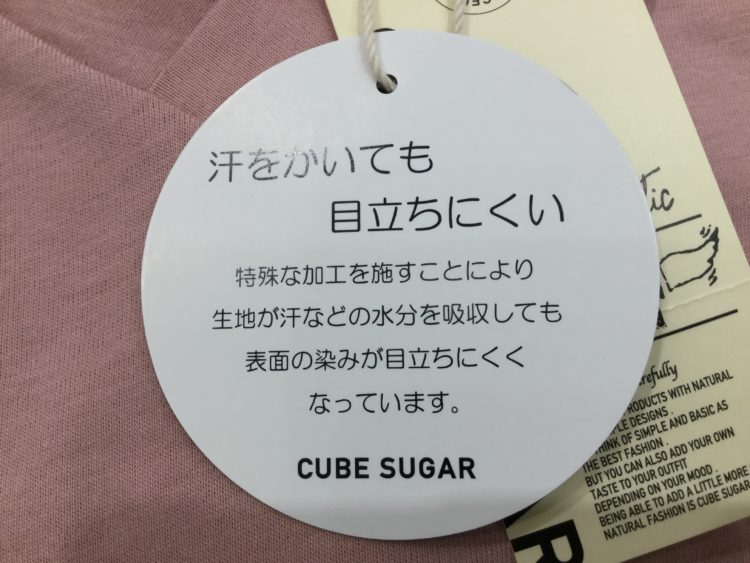 汗をかいても
目立ちにくい
特殊な加工を施すことにより
生地が汗などの水分を吸収しても
表面の染みが目立ちにくく
なっています。
CUBE SUGAR
PRODUCTS WITH NATURAL
DESIGNS .
THINK OF SIMPLE AND BASIC AS
THE BEST FASHION .
BUT YOU CAN ALSO ADD YOUR OWN
TASTE TO YOUR OUTFIT
DEPENDING ON YOUR MOOD .
BEING ABLE TO ADD A LITTLE MORE
NATURAL FASHION IS CUBE SUGAR
R